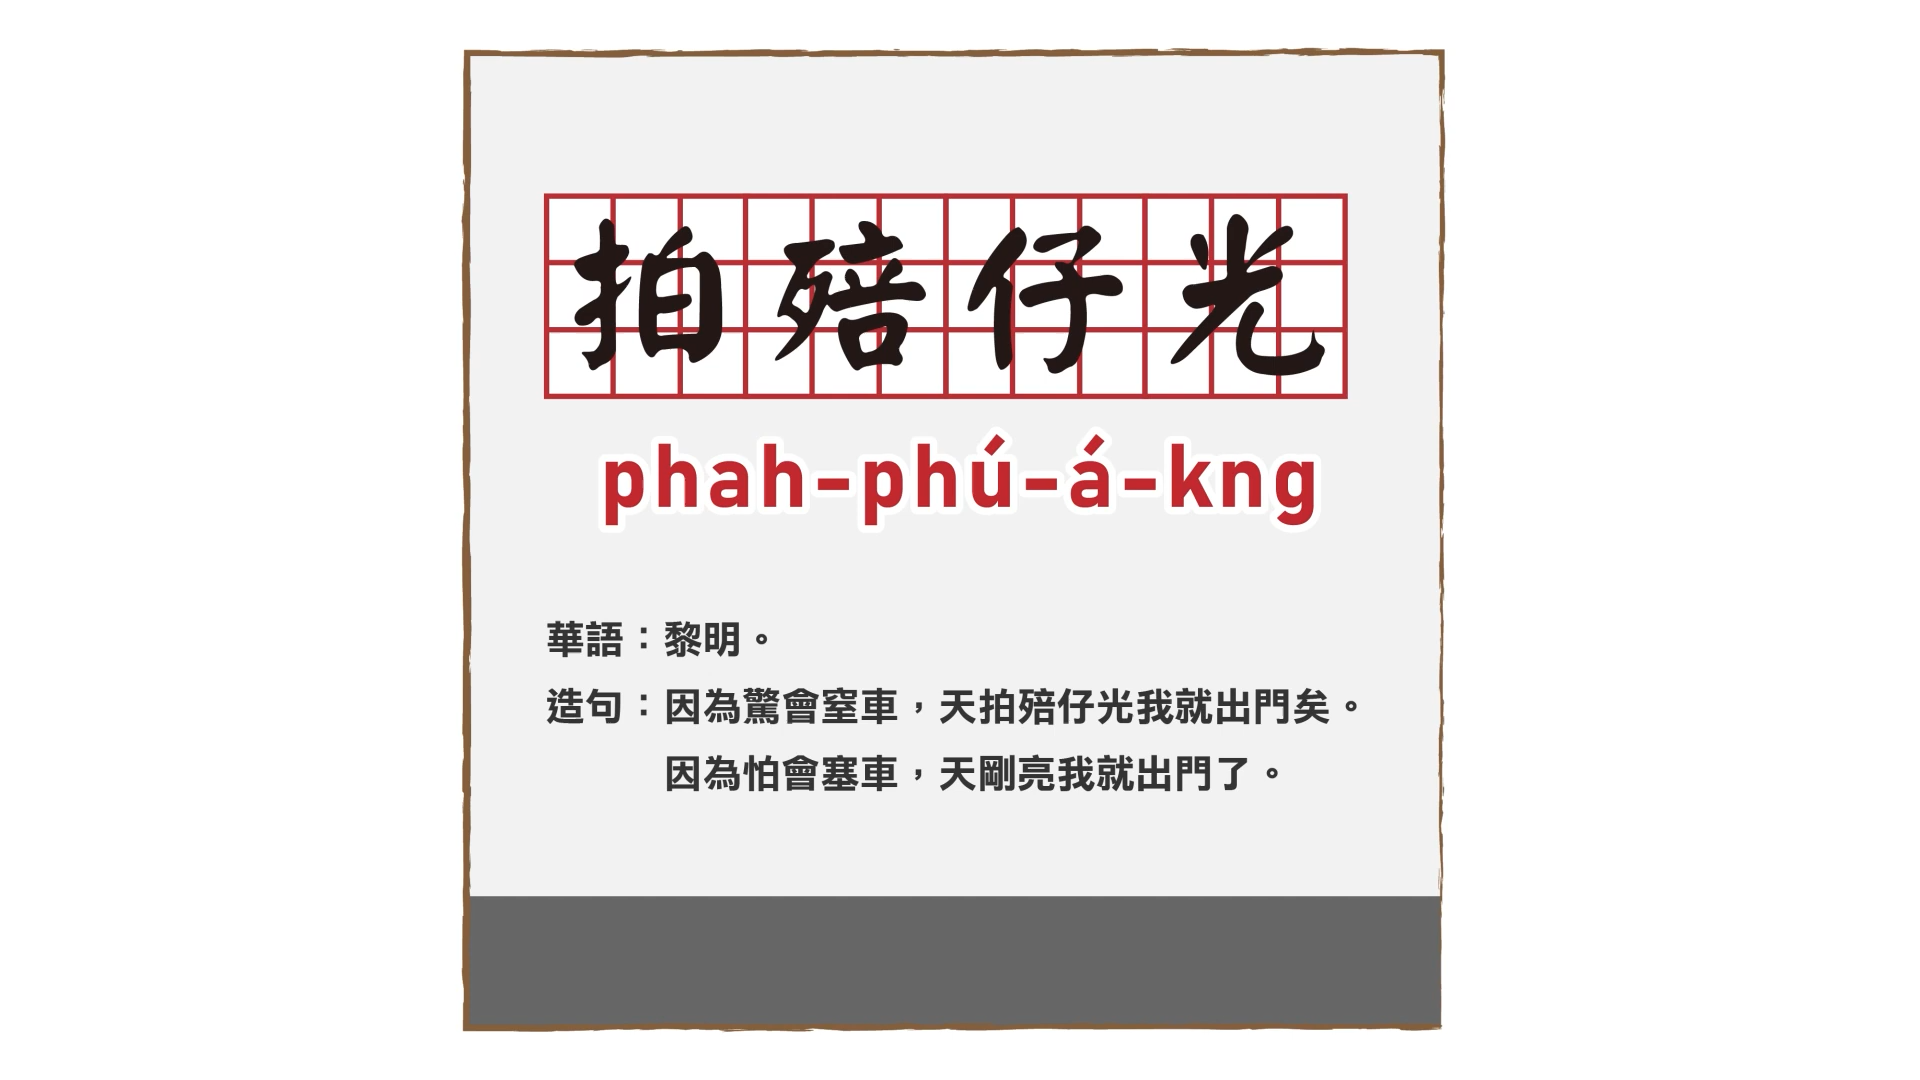 拍殕仔光
phah-phú-á-kng
華語：黎明。
造句：因為驚會窒車，天拍殕仔光我就出門矣。
因為怕會塞車，天剛亮我就出門了。